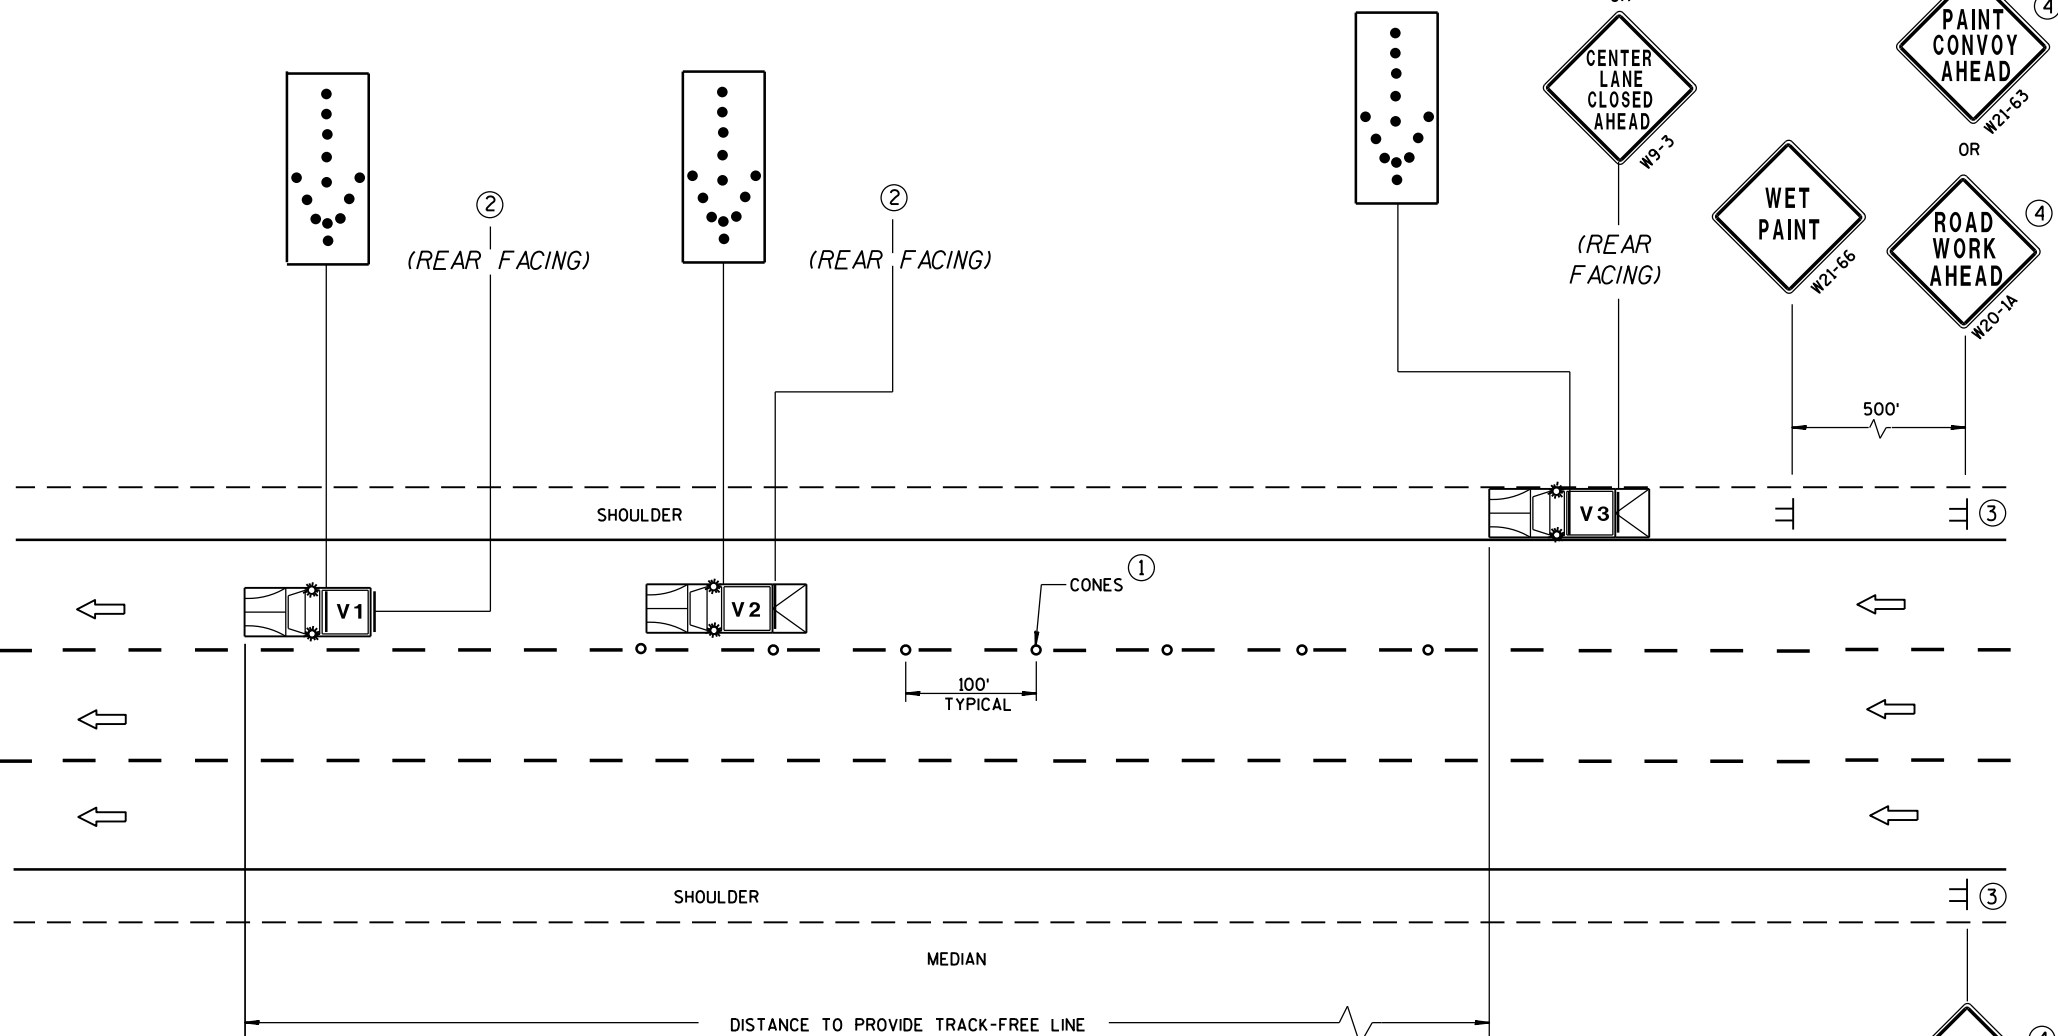 PAINT
CONVOY
AHEAD
W21-63
④
OR
CENTER
LANE
CLOSED
AHEAD
W9-3
WET
PAINT
W21-66
ROAD
WORK
AHEAD
W20-1A
④
②
(REAR FACING)
②
(REAR FACING)
(REAR
FACING)
500'
SHOULDER
V3
③
V1
V2
CONES ①
100'
TYPICAL
SHOULDER
③
MEDIAN
DISTANCE TO PROVIDE TRACK-FREE LINE